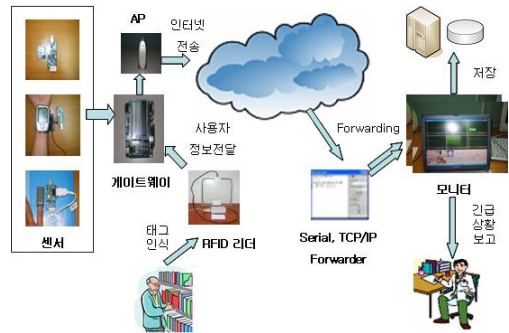 AP
인터넷
전송
저장
사용자
정보전달
Forwarding
게이트웨이
모니터
센서
태그
인식
RFID 리더
Serial, TCP/IP
Forwarder
긴급
상황
보고